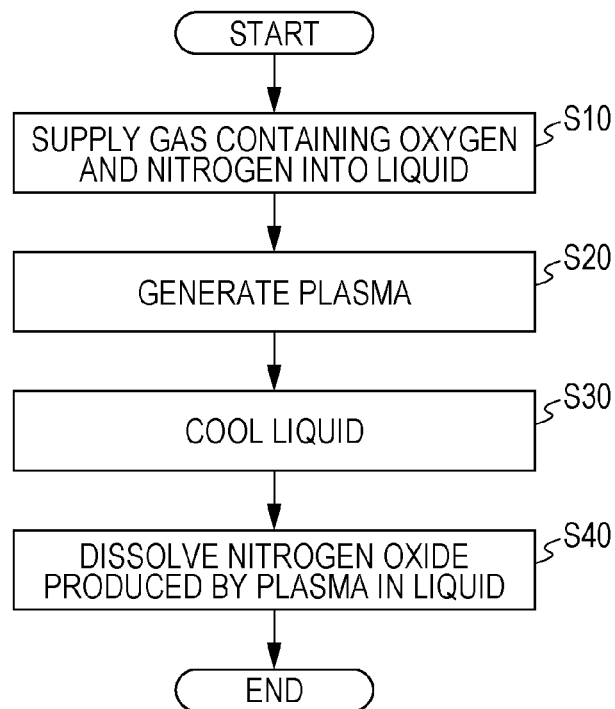 START
SUPPLY GAS CONTAINING OXYGEN
AND NITROGEN INTO LIQUID
S10
GENERATE PLASMA
S20
COOL LIQUID
S30
DISSOLVE NITROGEN OXIDE
PRODUCED BY PLASMA IN LIQUID
S40
END